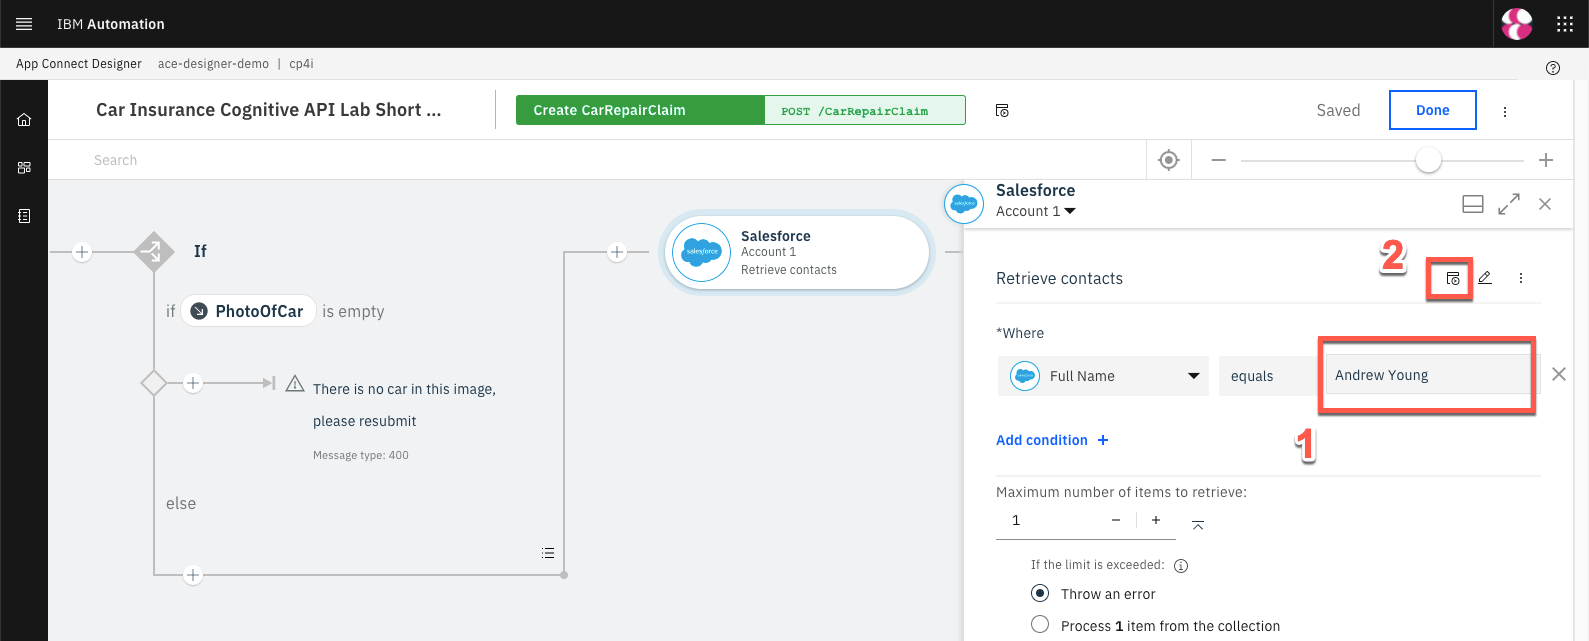 IBM Automation
App Connect Designer ace-designer-demo | cp4i
Car Insurance Cognitive API Lab Short ...
Create CarRepairClaim
POST /CarRepairClaim
Saved
Done
Search
Salesforce
Account 1
If
salesforce
Salesforce
Account 1
Retrieve contacts
2
Retrieve contacts
if PhotoOfCar is empty
*Where
Full Name
equals
Andrew Young
There is no car in this image,
please resubmit
Message type: 400
Add condition +
1
else
Maximum number of items to retrieve:
1
If the limit is exceeded:
Throw an error
Process 1 item from the collection